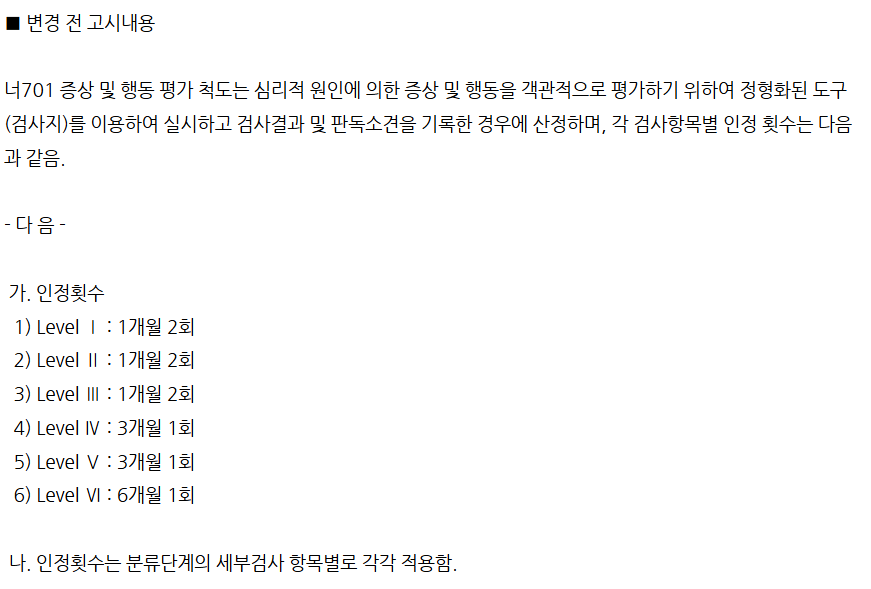 ■ 변경 전 고시내용
너701 증상 및 행동 평가 척도는 심리적 원인에 의한 증상 및 행동을 객관적으로 평가하기 위하여 정형화된 도구
(검사지)를 이용하여 실시하고 검사결과 및 판독소견을 기록한 경우에 산정하며, 각 검사항목별 인정 횟수는 다음
과 같음.
- 다 음 -
가. 인정횟수
1) Level Ⅰ : 1개월 2회
2) Level Ⅱ : 1개월 2회
3) Level Ⅲ : 1개월 2회
4) Level Ⅳ : 3개월 1회
5) Level Ⅴ : 3개월 1회
6) Level Ⅵ : 6개월 1회
나. 인정횟수는 분류단계의 세부검사 항목별로 각각 적용함.